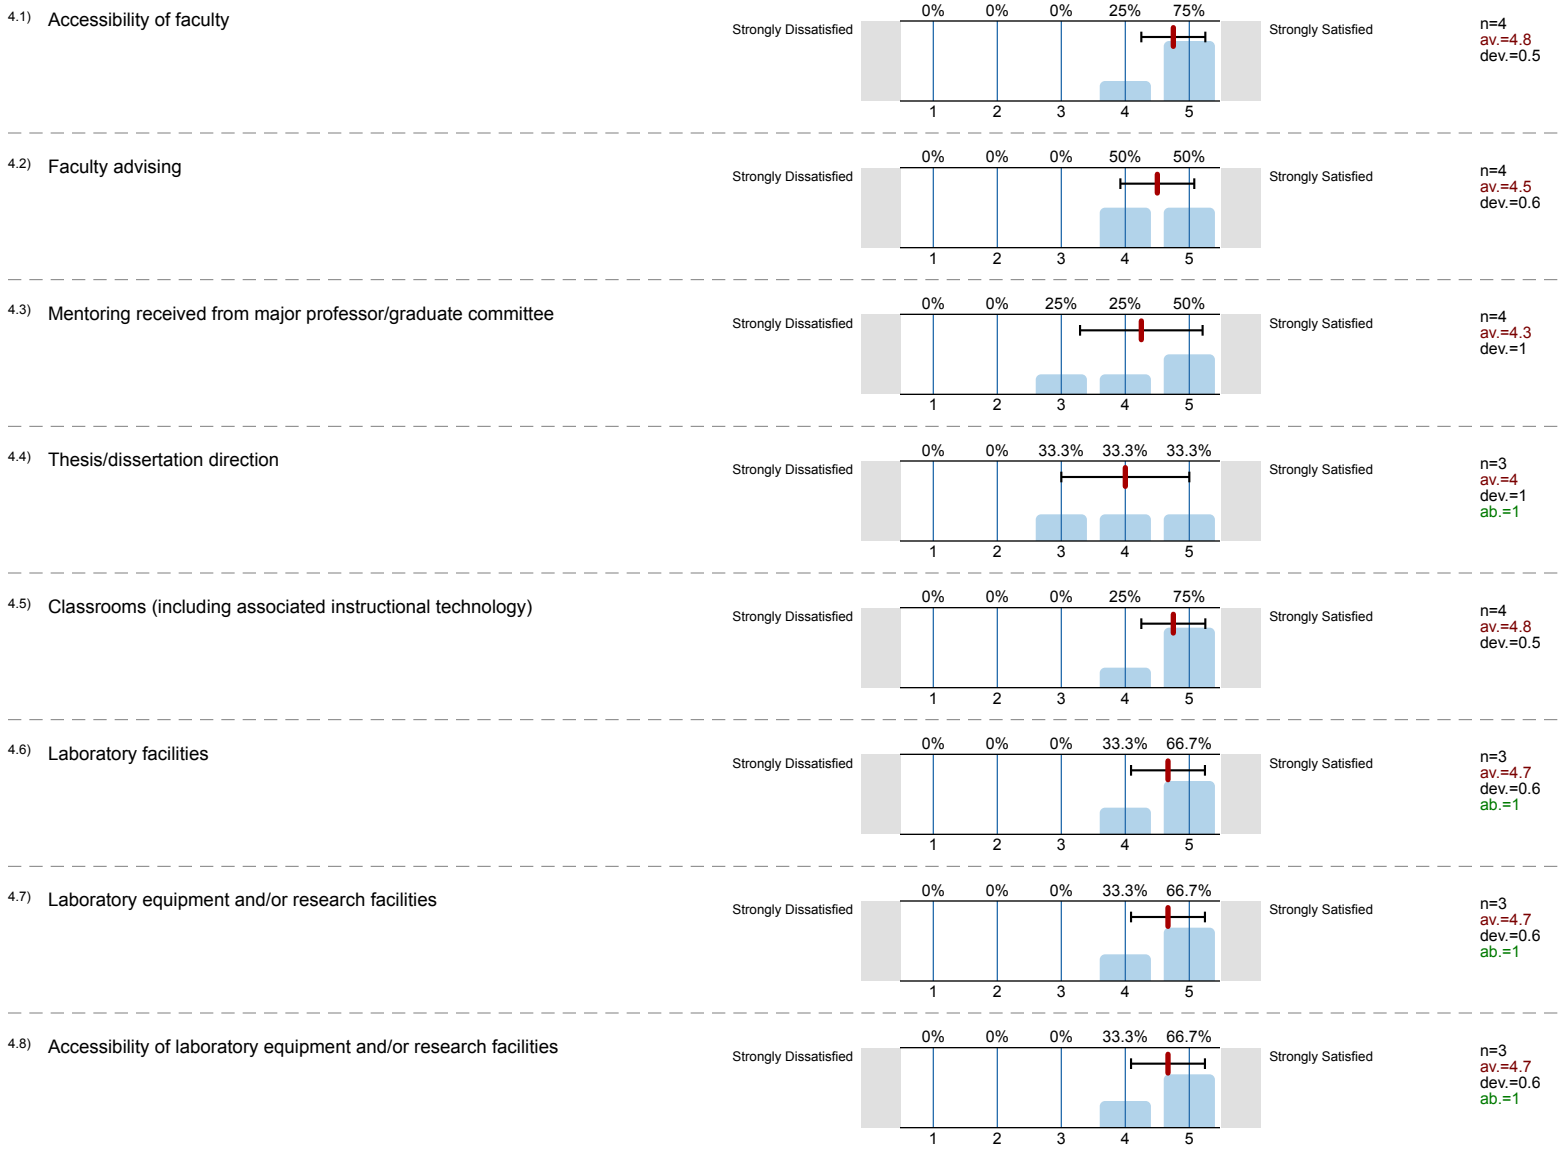 4.1) Accessibility of faculty
0% 0% 0% 25% 75%
Strongly Dissatisfied Strongly Satisfied
n=4
av.=4.8
dev.=0.5
1 2 3 4 5
4.2) Faculty advising
0% 0% 0% 50% 50%
Strongly Dissatisfied Strongly Satisfied
n=4
av.=4.5
dev.=0.6
1 2 3 4 5
4.3) Mentoring received from major professor/graduate committee
0% 0% 25% 25% 50%
Strongly Dissatisfied Strongly Satisfied
n=4
av.=4.3
dev.=1
1 2 3 4 5
4.4) Thesis/dissertation direction
0% 0% 33.3% 33.3% 33.3%
Strongly Dissatisfied Strongly Satisfied
n=3
av.=4
dev.=1
ab.=1
1 2 3 4 5
4.5) Classrooms (including associated instructional technology)
0% 0% 0% 25% 75%
Strongly Dissatisfied Strongly Satisfied
n=4
av.=4.8
dev.=0.5
1 2 3 4 5
4.6) Laboratory facilities
0% 0% 0% 33.3% 66.7%
Strongly Dissatisfied Strongly Satisfied
n=3
av.=4.7
dev.=0.6
ab.=1
1 2 3 4 5
4.7) Laboratory equipment and/or research facilities
0% 0% 0% 33.3% 66.7%
Strongly Dissatisfied Strongly Satisfied
n=3
av.=4.7
dev.=0.6
ab.=1
1 2 3 4 5
4.8) Accessibility of laboratory equipment and/or research facilities
0% 0% 0% 33.3% 66.7%
Strongly Dissatisfied Strongly Satisfied
n=3
av.=4.7
dev.=0.6
ab.=1
1 2 3 4 5